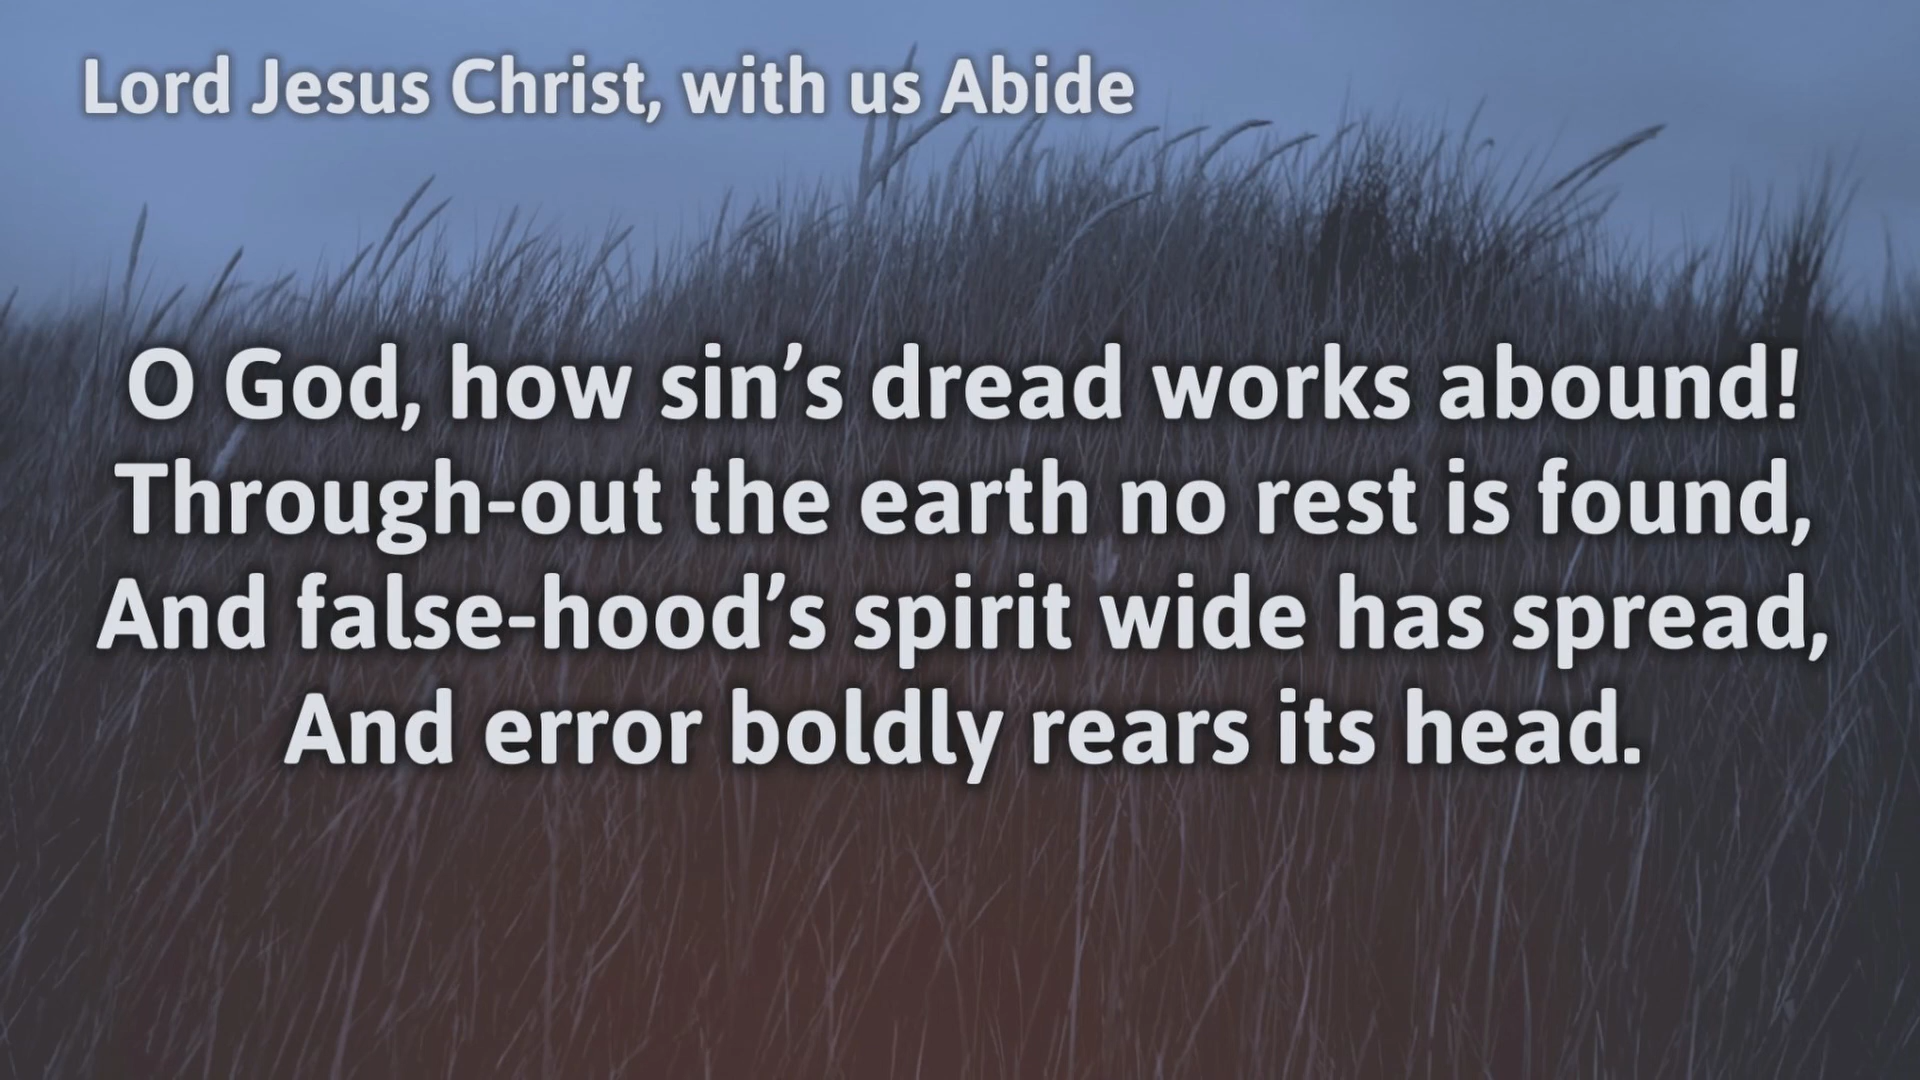 Lord Jesus Christ, with us Abide
O God, how sin’s dread works abound!
Through-out the earth no rest is found,
And false-hood’s spirit wide has spread,
And error boldly rears its head.